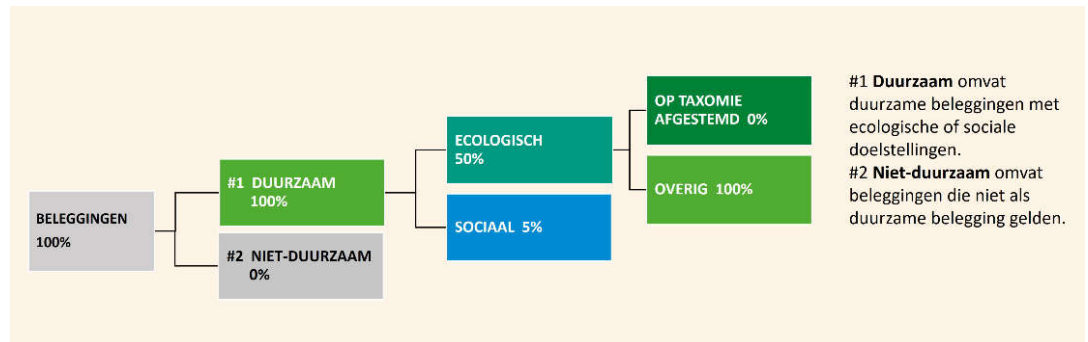 BELEGGINGEN
100%
#1 DUURZAAM
100%
#2 NIET-DUURZAAM
0%
ECOLOGISCH
50%
SOCIAAL 5%
OP TAXOMIE
AFGESTEMD 0%
OVERIG 100%
#1 Duurzaam omvat
duurzame beleggingen met
ecologische of sociale
doelstellingen.
#2 Niet-duurzaam omvat
beleggingen die niet als
duurzame belegging gelden.